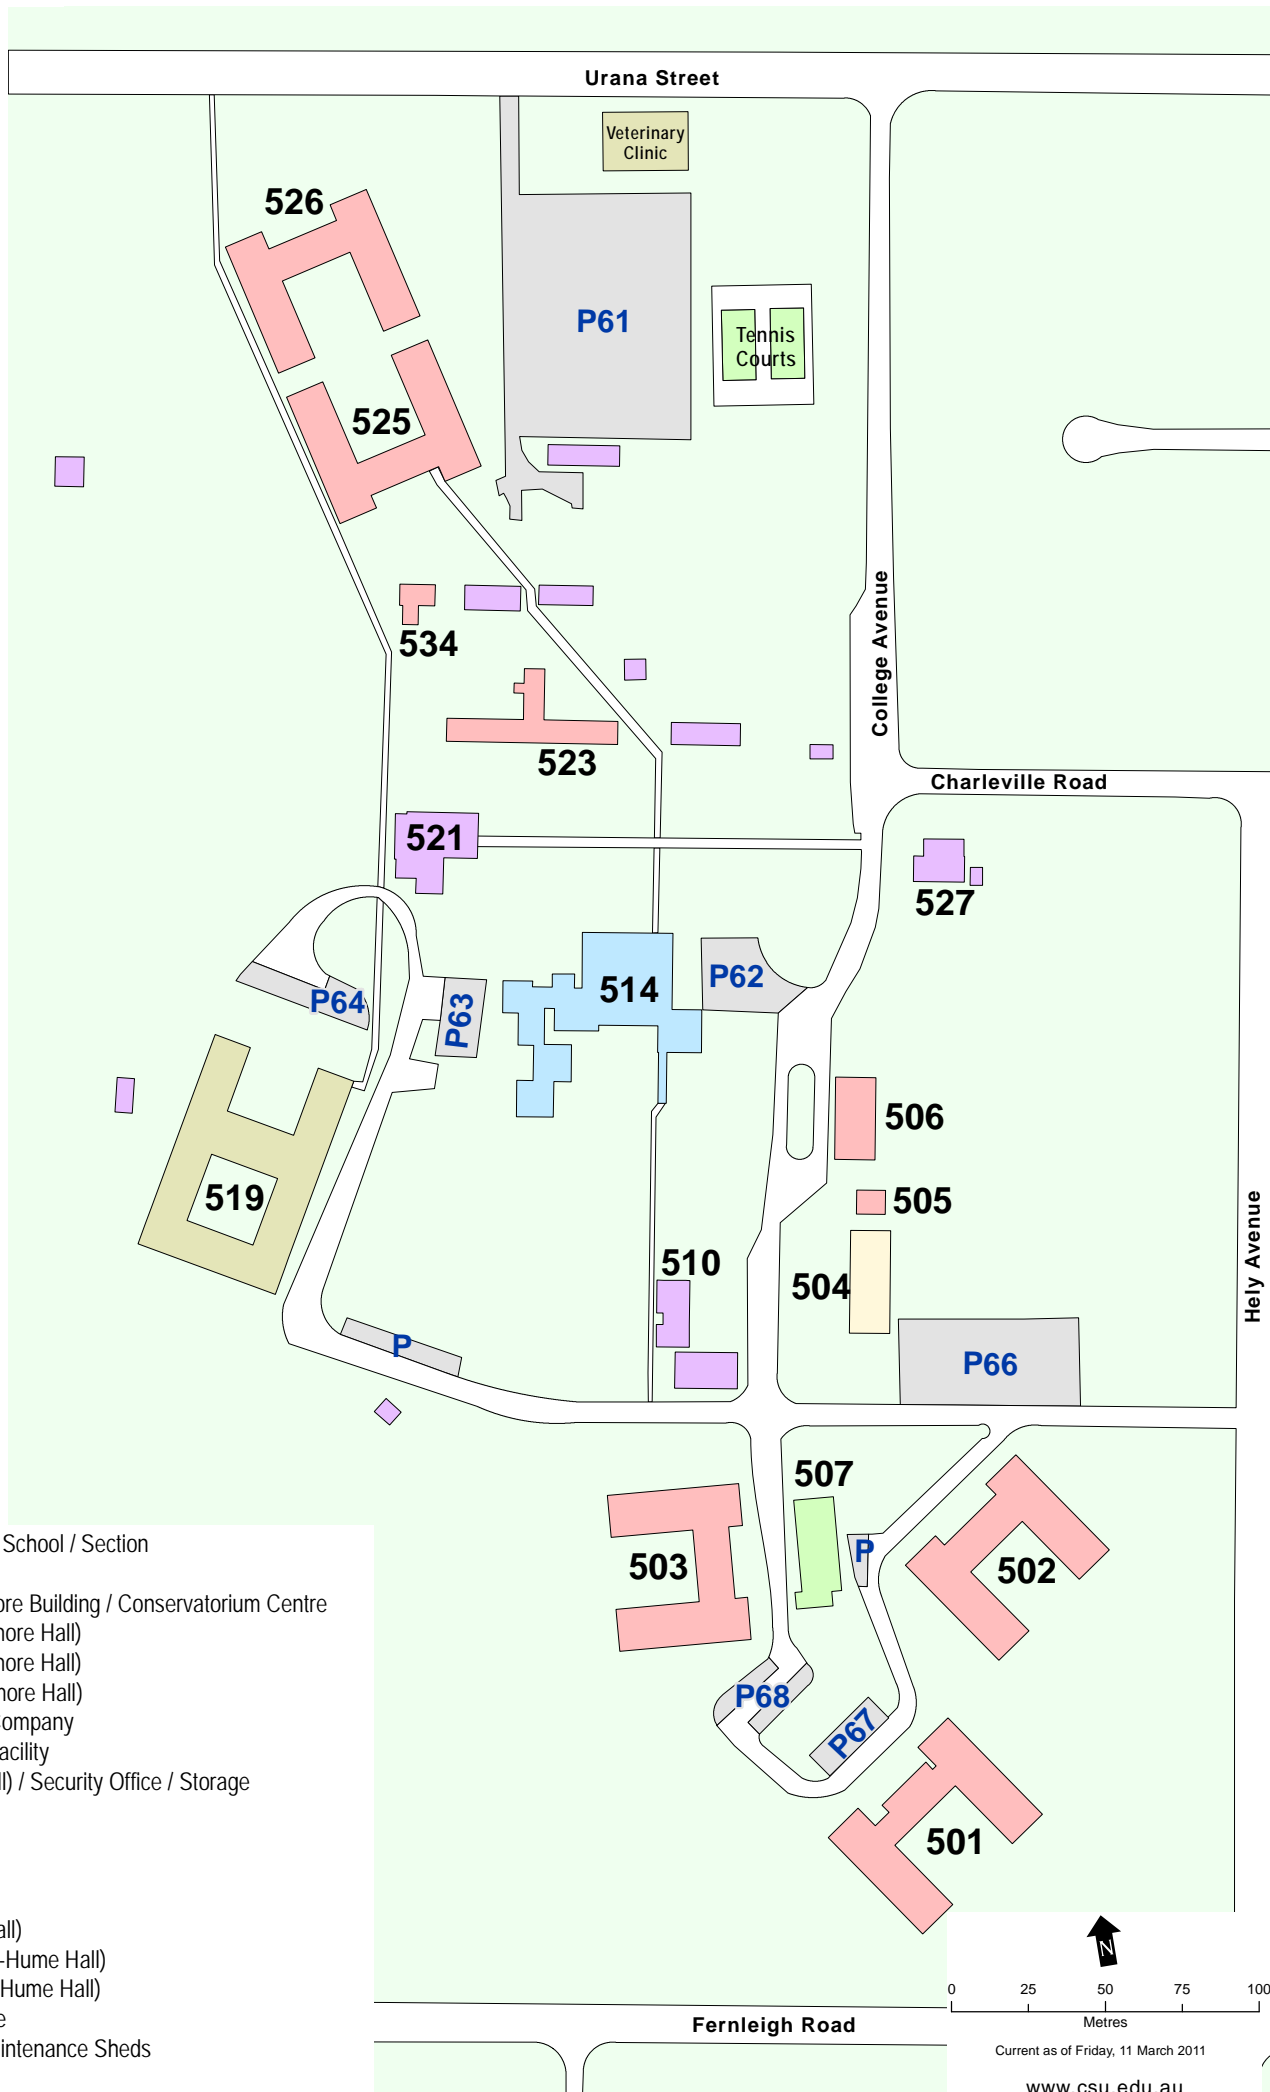 Urana Street
Veterinary
Clinic
526
P61
Tennis
Courts
525
College Avenue
534
523
Charleville Road
521
527
514
P62
P64
P63
506
519
505
Hely Avenue
510
504
P66
P
507
School / Section
503
P
502
ore Building / Conservatorium Centre
nore Hall)
nore Hall)
nore Hall)
P68
Company
P67
acility
ll) / Security Office / Storage
501
all)
-Hume Hall)
N
Hume Hall)
0 25 50 75 100
e
Metres
Fernleigh Road
intenance Sheds
Current as of Friday, 11 March 2011
www.csu.edu.au